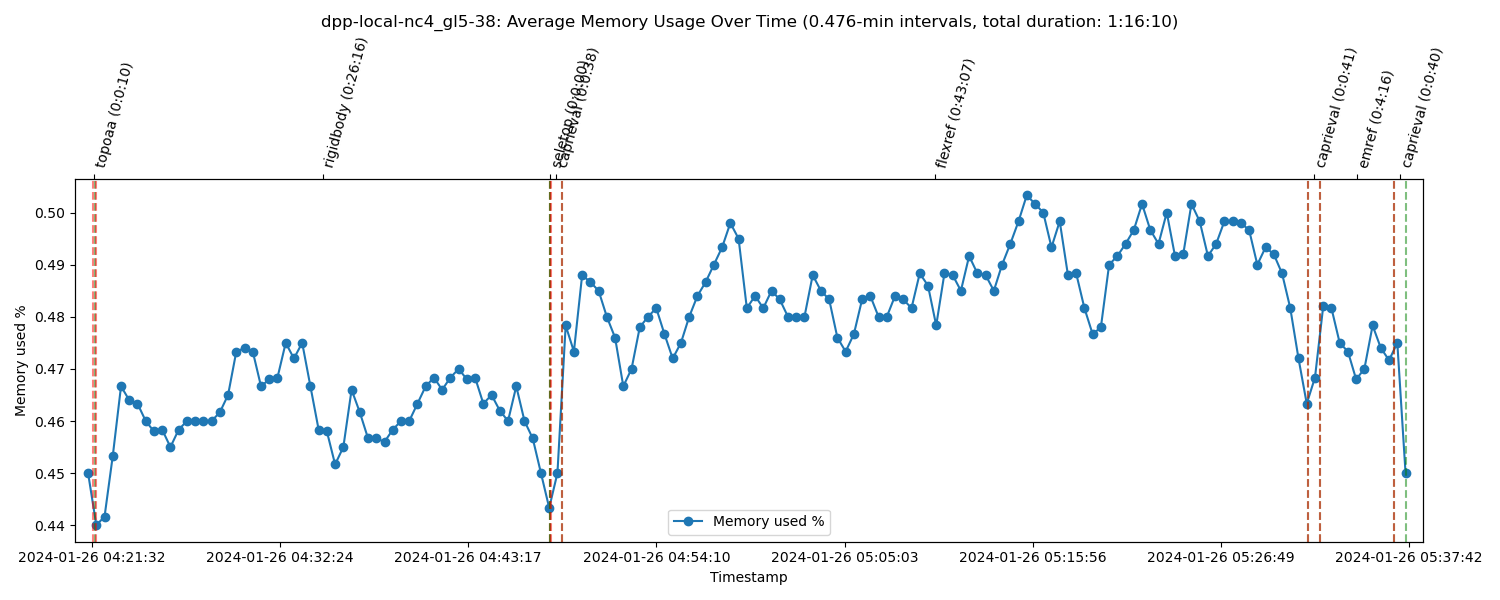 dpp-local-nc4_gl5-38: Average Memory Usage Over Time (0.476-min intervals, total duration: 1:16:10)
topoaa (0:0:10)
rigidbody (0:26:16)
seletop (0:0:00)
caprieval (0:0:38)
flexref (0:43:07)
caprieval (0:0:41)
emref (0:4:16)
caprieval (0:0:40)
0.50
0.49
0.48
0.47
0.46
0.45
0.44
Memory used %
Memory used %
2024-01-26 04:21:32
2024-01-26 04:32:24
2024-01-26 04:43:17
2024-01-26 04:54:10
2024-01-26 05:05:03
2024-01-26 05:15:56
2024-01-26 05:26:49
2024-01-26 05:37:42
Timestamp